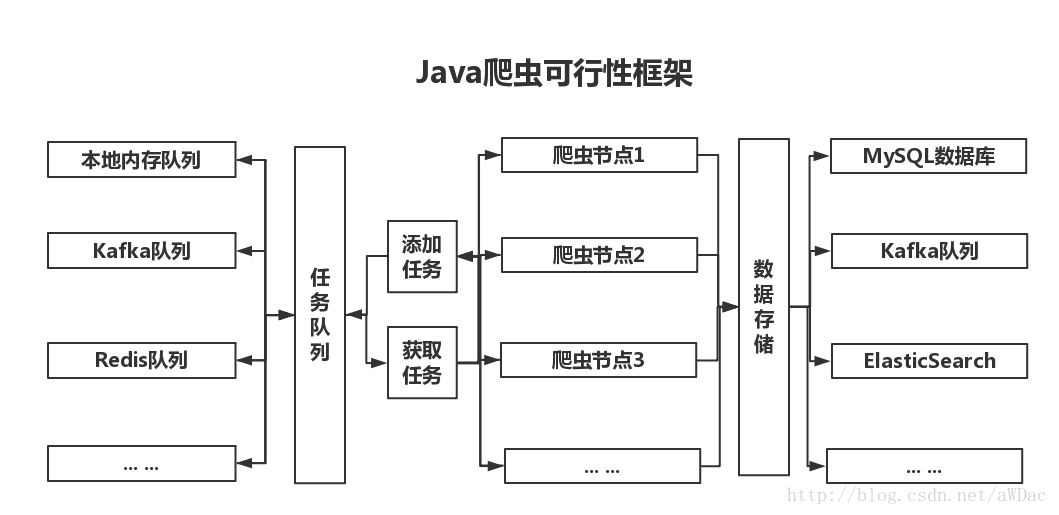 Java爬虫可行性框架
本地内存队列
Kafka队列
Redis队列
... ...
任务队列
添加
任务
获取
任务
爬虫节点1
爬虫节点2
爬虫节点3
... ...
数据存储
MySQL数据库
Kafka队列
ElasticSearch
... ...
http://blog.csdn.net/aWDac